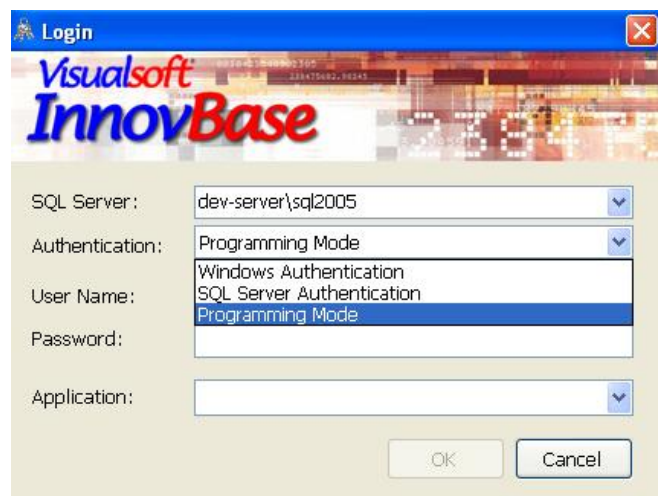 Login
Visualsoft
InnovBase
SQL Server: dev-server\sql2005
Authentication: Programming Mode
Windows Authentication
User Name: SQL Server Authentication
Programming Mode
Password:
Application:
OK Cancel